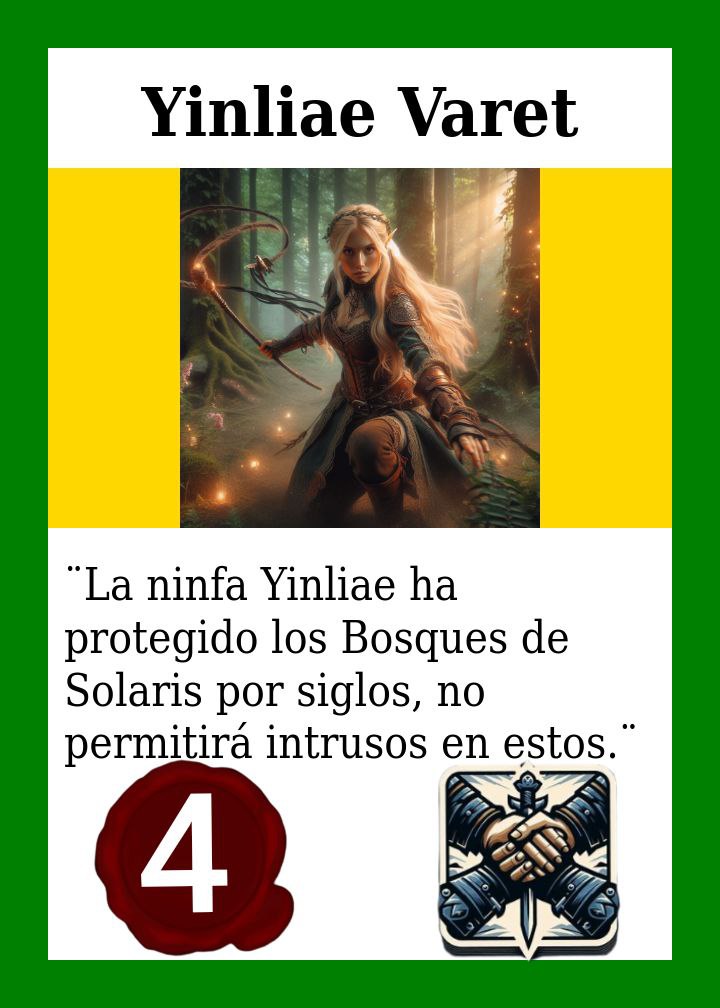 Yinliae Varet
¨La ninfa Yinliae ha
protegido los Bosques de
Solaris por siglos, no
permitirá intrusos en estos.¨
4